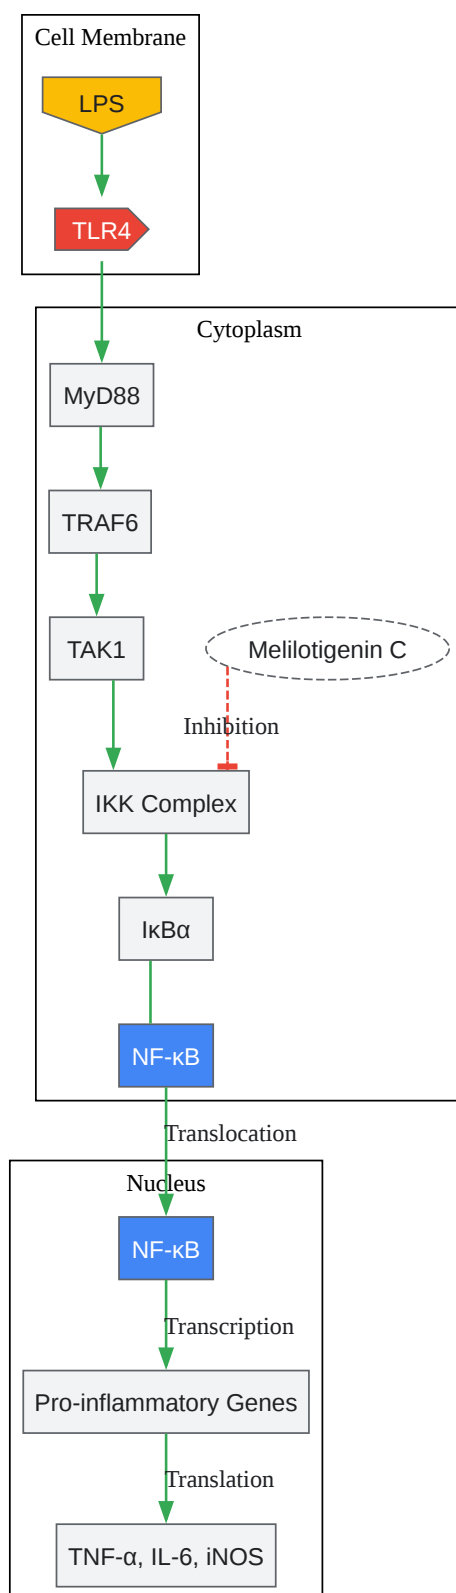 Cell Membrane
LPS
TLR4
Cytoplasm
MyD88
TRAF6
TAK1
Melilotigenin C
Inhibition
IKK Complex
IκBα
NF-κB
Translocation
Nucleus
NF-κB
Transcription
Pro-inflammatory Genes
Translation
TNF-α, IL-6, iNOS